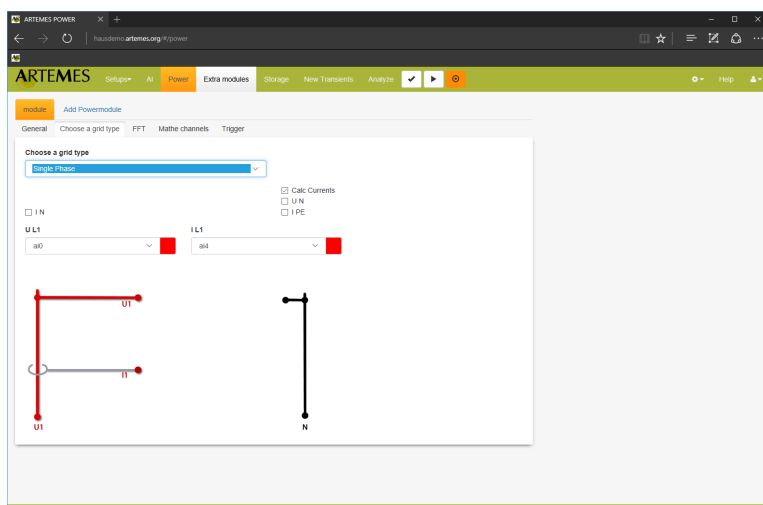 ARTEMES POWER
hausdemo.artemes.org/#/power
ARTEMES Setups AI Power Extra modules Storage New Transients Analyze Help
module Add Powermodule
General Choose a grid type FFT Mathe channels Trigger
Choose a grid type
Single Phase
Calc Currents
U N
I N I PE
U L1 I L1
ai0 ai4
U1
I1
U1 N